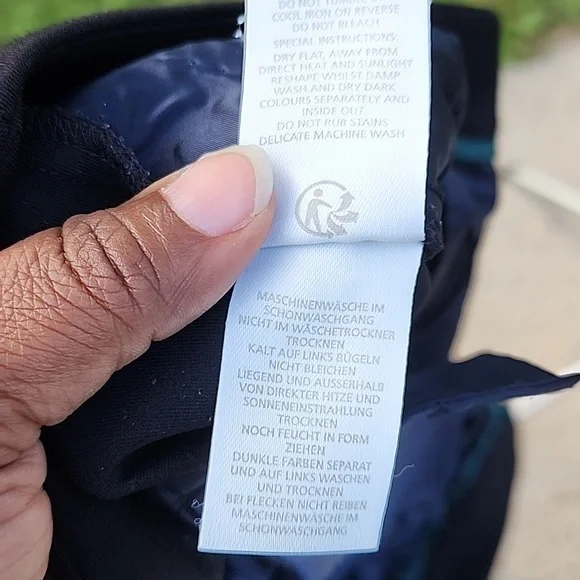 DO NOT TUMBLE D
COOL IRON ON REVERSE
DO NOT BLEACH
SPECIAL INSTRUCTIONS:
DRY FLAT, AWAY FROM
DIRECT HEAT AND SUNLIGHT
RESHAPE WHILST DAMP
WASH AND DRY DARK
COLOURS SEPARATELY AND
INSIDE OUT
DO NOT RUB STAINS
DELICATE MACHINE WASH
MASCHINENWÄSCHE IM
SCHONWASCHGANG
NICHT IM WÄSCHETROCKNER
TROCKNEN
KALT AUF LINKS BÜGELN
NICHT BLEICHEN
LIEGEND UND AUSSERHALB
VON DIREKTER HITZE UND
SONNENEINSTRAHLUNG
TROCKNEN
NOCH FEUCHT IN FORM
ZIEHEN
DUNKLE FARBEN SEPARAT
UND AUF LINKS WASCHEN
UND TROCKNEN
BEI FLECKEN NICHT REIBEN
MASCHINENWÄSCHE IM
SCHONWASCHGANG